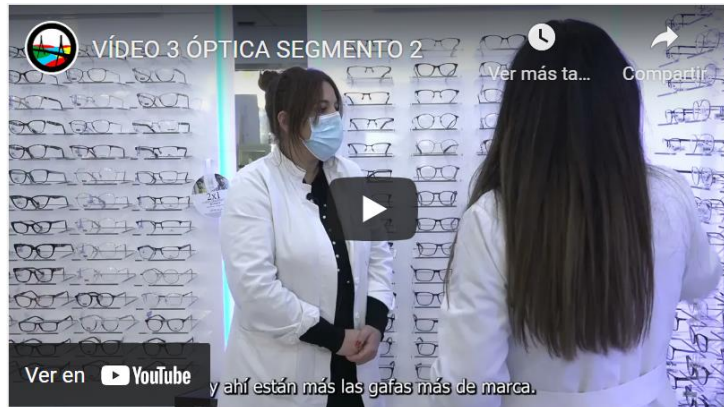 VÍDEO 3 ÓPTICA SEGMENTO 2
Ver más ta...
Compartir
2x1
Ver en YouTube
y ahí están más las gafas más de marca.